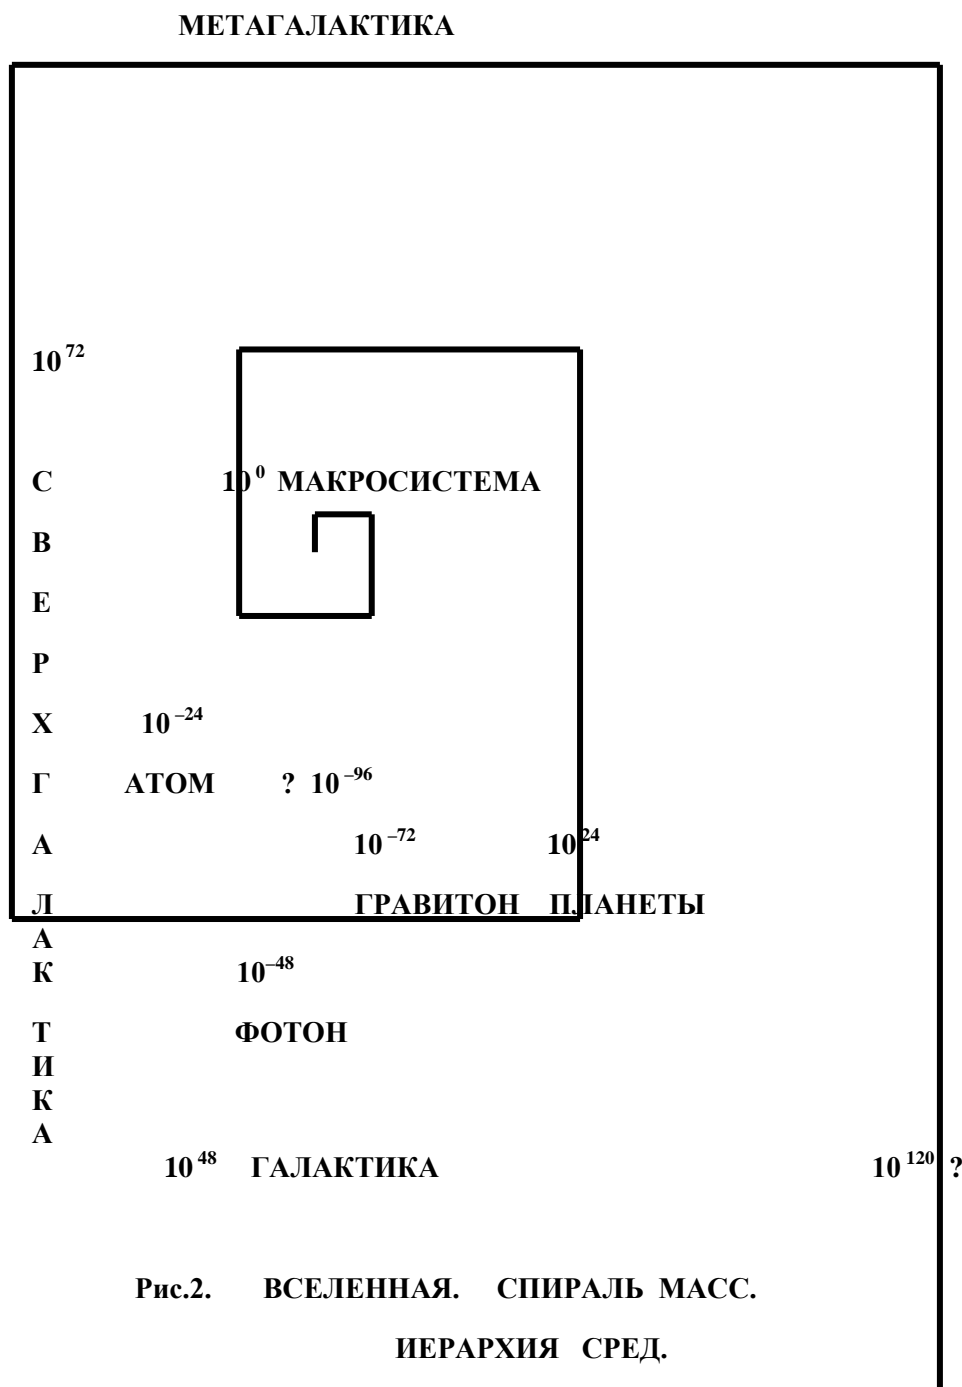 МЕТАГАЛАКТИКА
10^72
С 10^0 МАКРОСИСТЕМА
В
Е
Р
Х 10^–24
Г АТОМ ? 10^–96
А 10^–72 10^24
Л ГРАВИТОН ПЛАНЕТЫ
А
К 10^–48
Т ФОТОН
И
К
А
10^48 ГАЛАКТИКА 10^120 ?
Рис.2. ВСЕЛЕННАЯ. СПИРАЛЬ МАСС.
ИЕРАРХИЯ СРЕД.